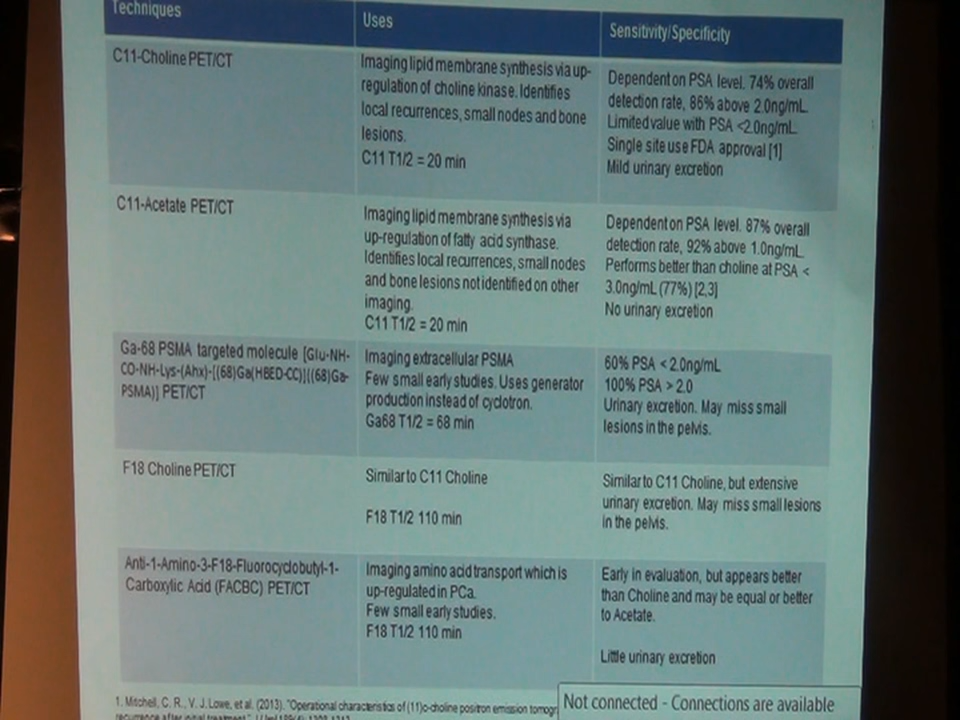 Techniques
Uses
Sensitivity/Specificity
C11-Choline PET/CT
Imaging lipid membrane synthesis via up-
regulation of choline kinase. Identifies
local recurrences, small nodes and bone
lesions.
C11 T1/2 = 20 min
Dependent on PSA level. 74% overall
detection rate, 86% above 2.0ng/mL.
Limited value with PSA <2.0ng/mL.
Single site use FDA approval [1]
Mild urinary excretion
C11-Acetate PET/CT
Imaging lipid membrane synthesis via
up-regulation of fatty acid synthase.
Identifies local recurrences, small nodes
and bone lesions not identified on other
imaging.
C11 T1/2 = 20 min
Dependent on PSA level. 87% overall
detection rate, 92% above 1.0ng/mL.
Performs better than choline at PSA <
3.0ng/mL (77%) [2,3]
No urinary excretion
Ga-68 PSMA targeted molecule [Glu-NH-
CO-NH-Lys-(Ahx)-[(68)Ga(HBED-CC)]((68)Ga-
PSMA)] PET/CT
Imaging extracellular PSMA
Few small early studies. Uses generator
production instead of cyclotron.
Ga68 T1/2 = 68 min
60% PSA < 2.0ng/mL
100% PSA > 2.0
Urinary excretion. May miss small
lesions in the pelvis.
F18 Choline PET/CT
Similar to C11 Choline
F18 T1/2 110 min
Similar to C11 Choline, but extensive
urinary excretion. May miss small lesions
in the pelvis.
Anti-1-Amino-3-F18-Fluorocyclobutyl-1-
Carboxylic Acid (FACBC) PET/CT
Imaging amino acid transport which is
up-regulated in PCa.
Few small early studies.
F18 T1/2 110 min
Early in evaluation, but appears better
than Choline and may be equal or better
to Acetate.
Little urinary excretion
1. Mitchell, C. R., V. J. Lowe, et al. (2013). "Operational characteristics of (11)c-choline positron emission tomogr
recurrence after initial treatment."
Not connected - Connections are available